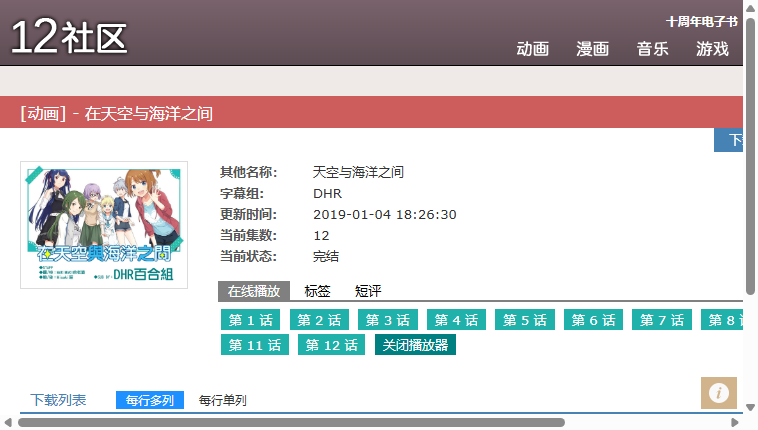 12社区
十周年电子书
动画 漫画 音乐 游戏
[动画] - 在天空与海洋之间
下
其他名称: 天空与海洋之间
字幕组: DHR
更新时间: 2019-01-04 18:26:30
当前集数: 12
当前状态: 完结
在天空與海洋之間
DHR百合組
在线播放 标签 短评
第 1 话 第 2 话 第 3 话 第 4 话 第 5 话 第 6 话 第 7 话 第 8
第 11 话 第 12 话 关闭播放器
下载列表 每行多列 每行单列
i